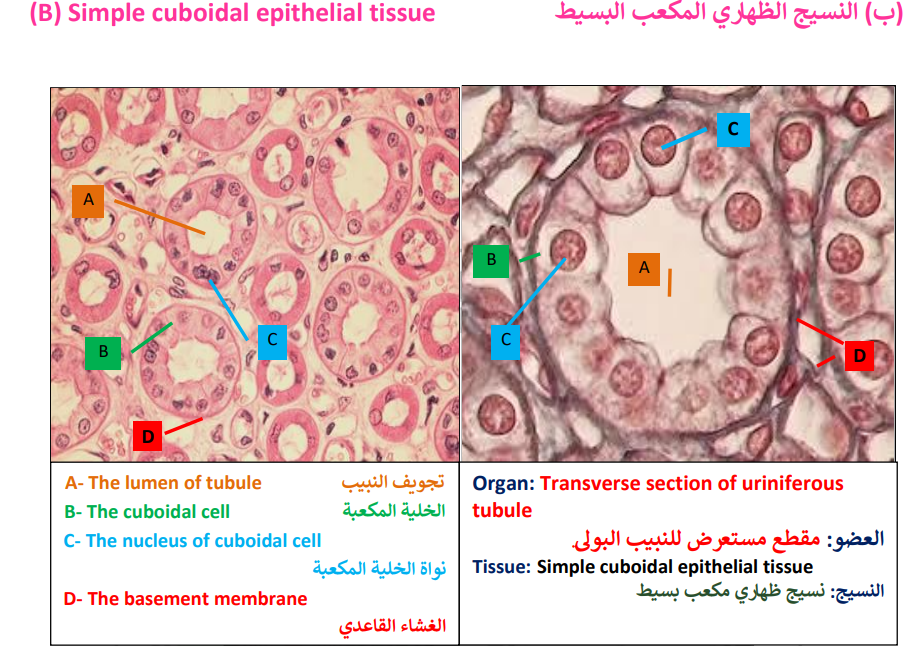 (B) Simple cuboidal epithelial tissue
(ب) النسيج الظهاري المكعب البسيط
A
B
C
D
C
B
A
C
D
A- The lumen of tubule تجويف النبيب
B- The cuboidal cell الخلية المكعبة
C- The nucleus of cuboidal cell
نواة الخلية المكعبة
D- The basement membrane
الغشاء القاعدي
Organ: Transverse section of uriniferous
tubule
العضو: مقطع مستعرض للنبيب البولى.
Tissue: Simple cuboidal epithelial tissue
النسيج: نسيج ظهاري مكعب بسيط